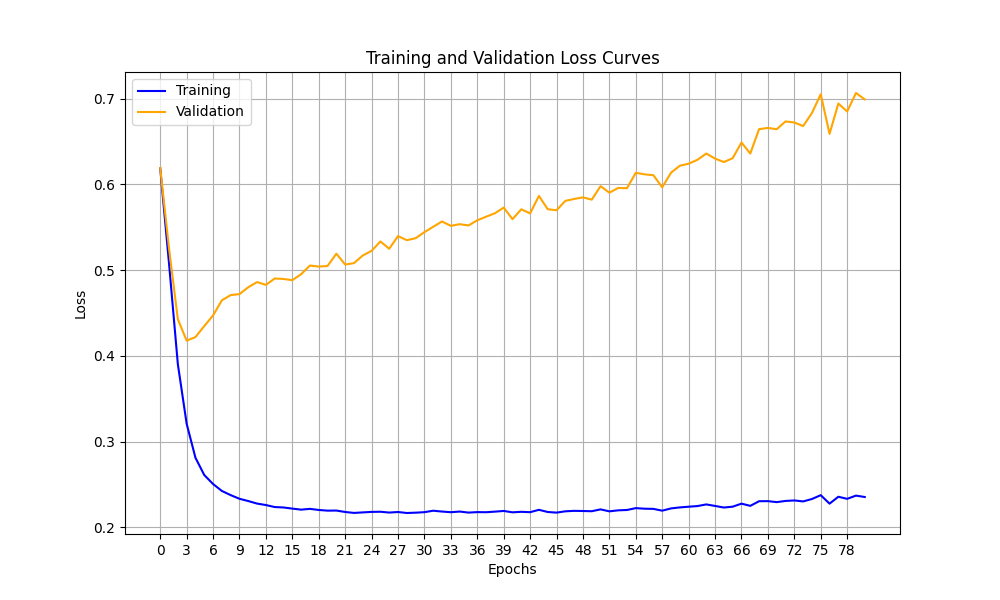 Training and Validation Loss Curves
Training
Validation
0.7
0.6
0.5
0.4
0.3
0.2
Loss
0 3 6 9 12 15 18 21 24 27 30 33 36 39 42 45 48 51 54 57 60 63 66 69 72 75 78
Epochs